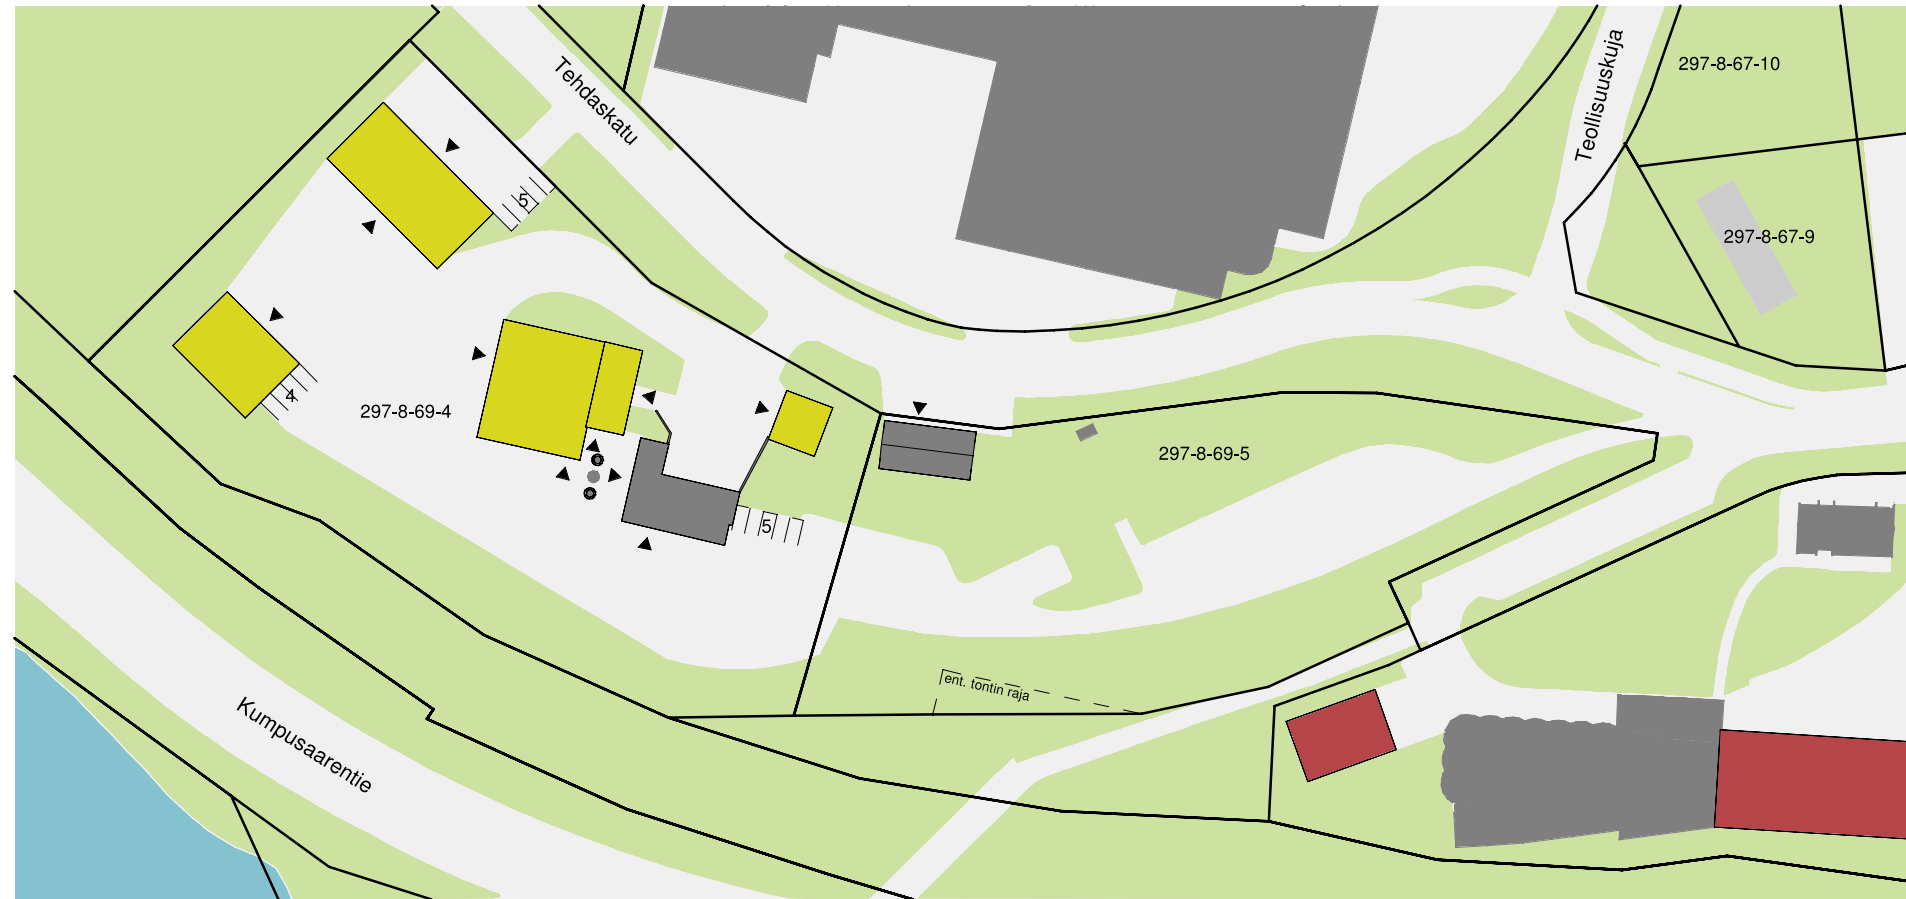 Tehdaskatu
Teollisuuskuja
297-8-67-10
5
297-8-67-9
4
297-8-69-4
297-8-69-5
5
ent. tontin raja
Kumpusaarentie